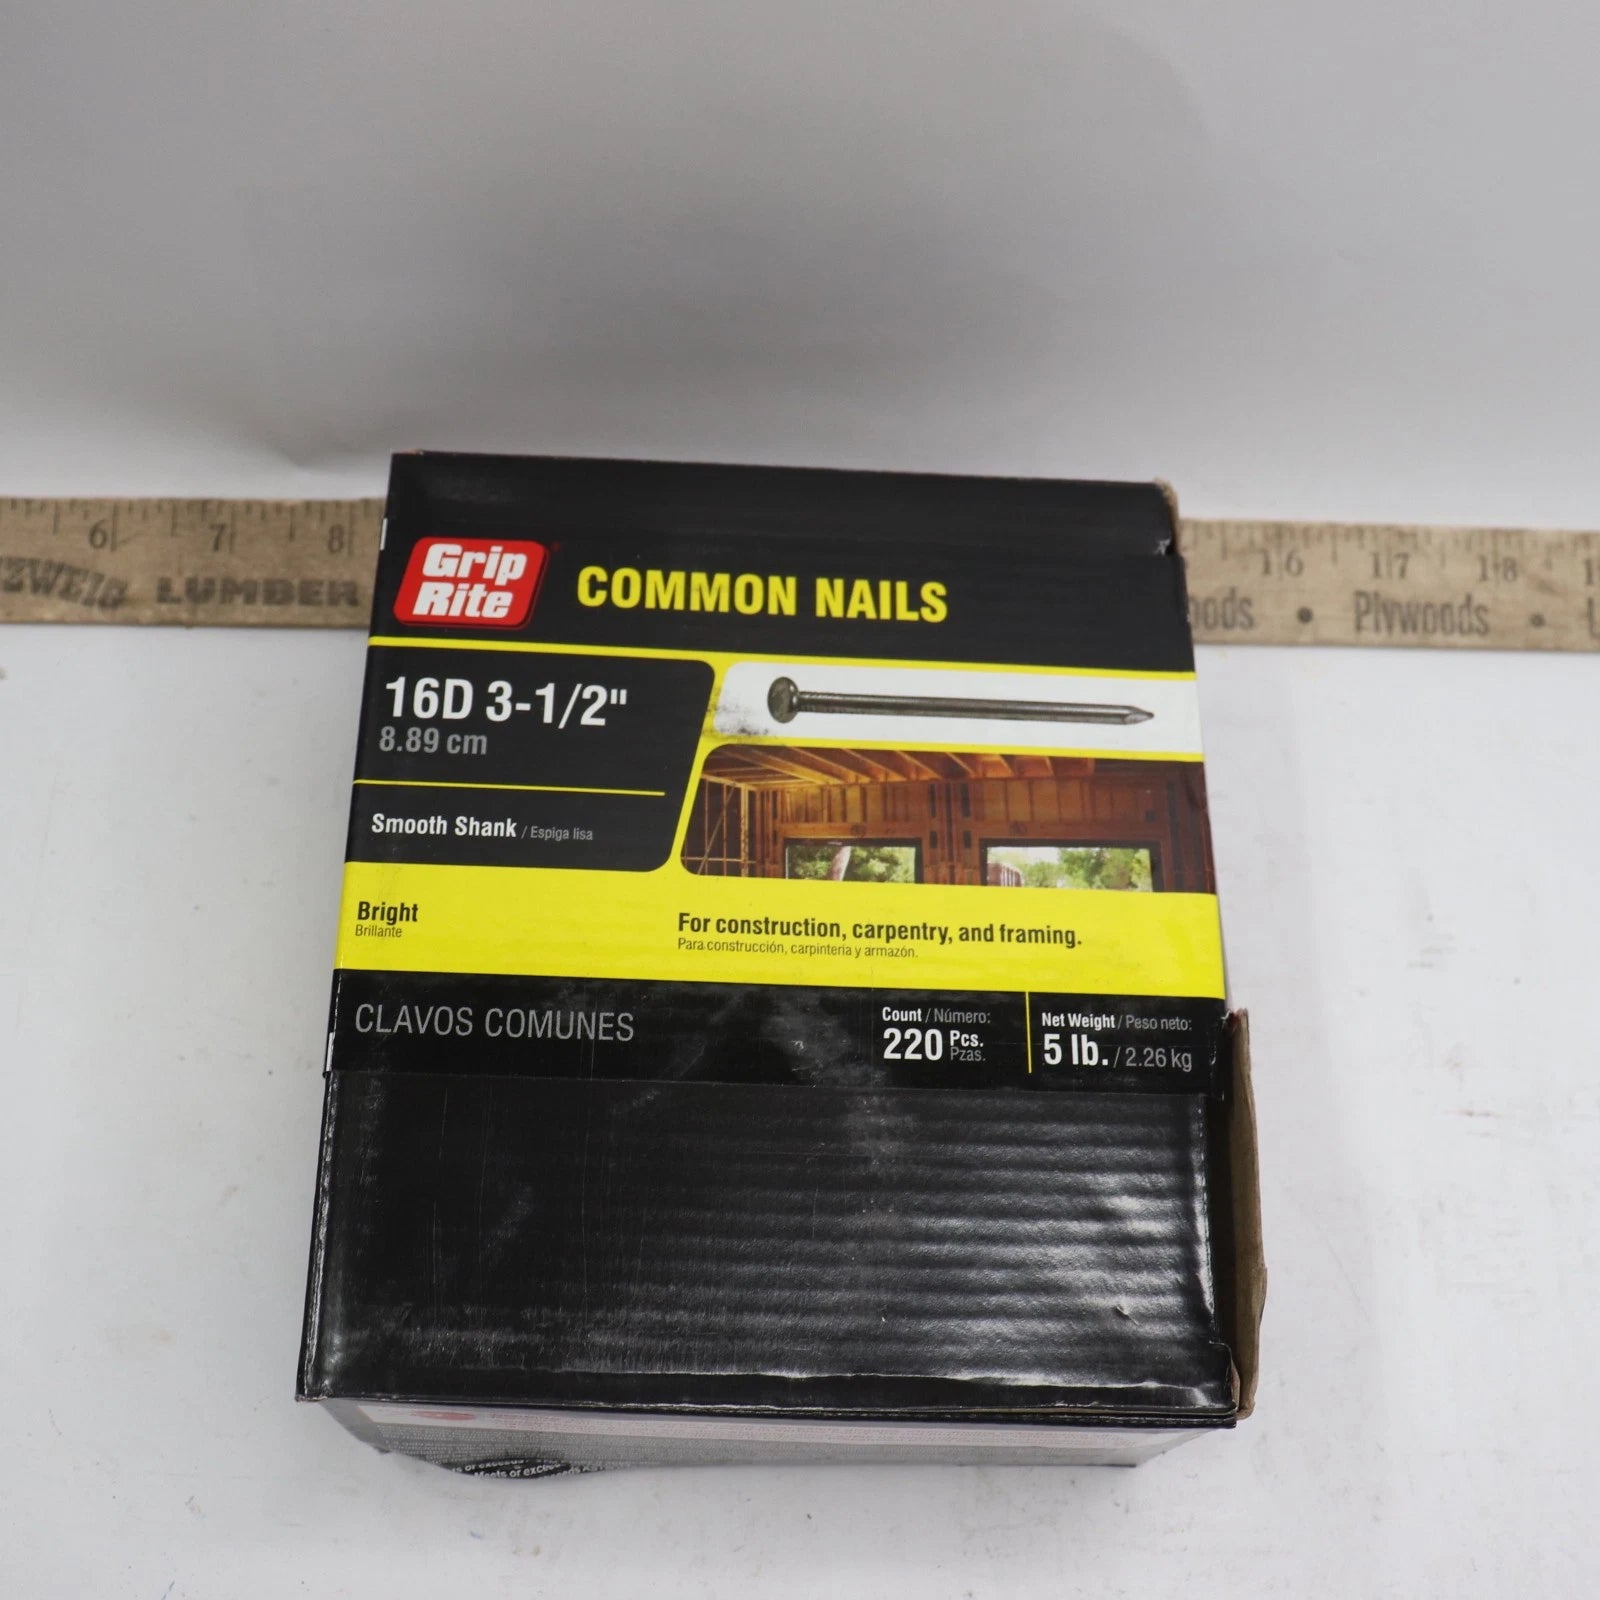 6 7 8
LUMBER
16 17 18
Plywoods
Grip
Rite
COMMON NAILS
16D 3-1/2"
8.89 cm
Smooth Shank / Espiga lisa
Bright
Brillante
For construction, carpentry, and framing.
Para construcción, carpintería y armazón.
CLAVOS COMUNES
Count / Número:
220 Pcs.
Pzas.
Net Weight / Peso neto:
5 lb. / 2.26 kg
Meets or